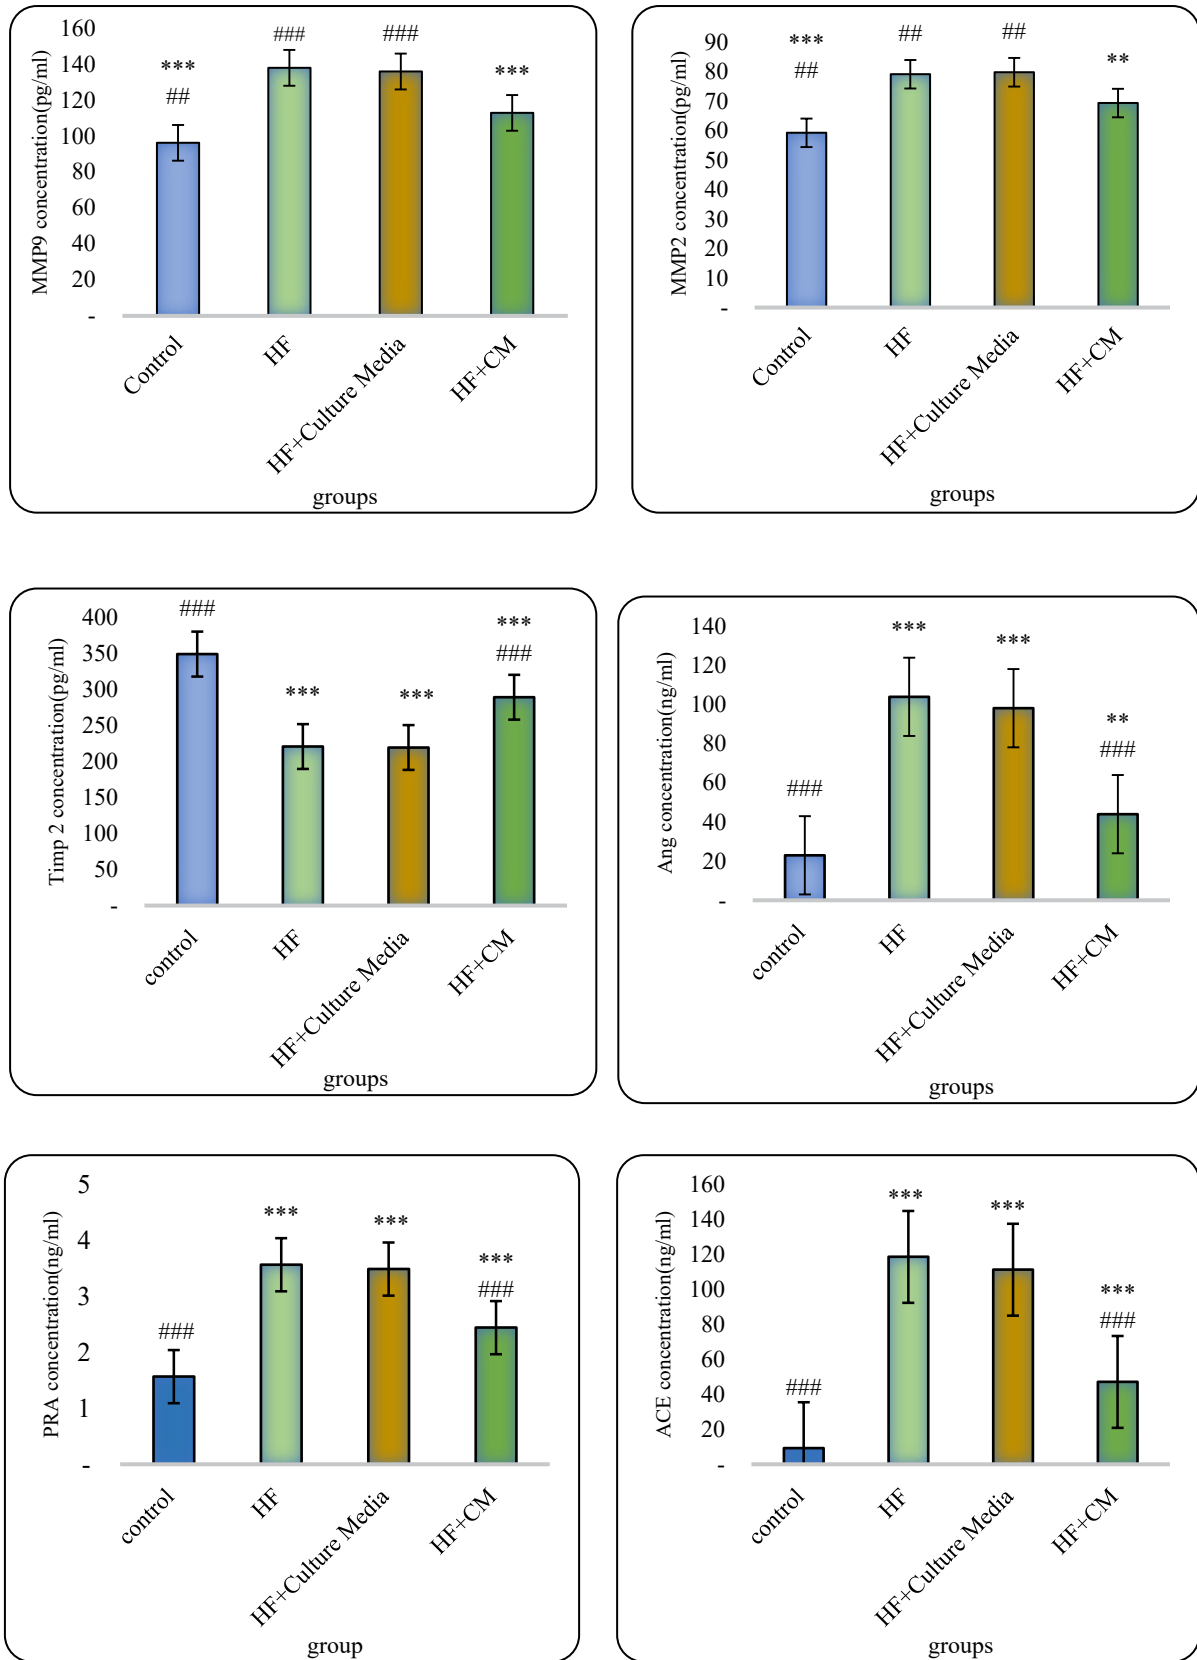 MMP9 concentration(pg/ml)
160
140
120
100
80
60
40
20
-
***
##
###
###
***
Control
HF
HF+Culture Media
HF+CM
groups
MMP2 concentration(pg/ml)
90
80
70
60
50
40
30
20
10
-
***
##
##
##
**
Control
HF
HF+Culture Media
HF+CM
groups
Timp 2 concentration(pg/ml)
400
350
300
250
200
150
100
50
-
###
***
***
***
###
control
HF
HF+Culture Media
HF+CM
groups
Ang concentration(ng/ml)
140
120
100
80
60
40
20
-
###
***
***
**
###
control
HF
HF+Culture Media
HF+CM
groups
PRA concentration(ng/ml)
5
4
3
2
1
-
###
***
***
***
###
control
HF
HF+Culture Media
HF+CM
group
ACE concentration(ng/ml)
160
140
120
100
80
60
40
20
-
###
***
***
***
###
control
HF
HF+Culture Media
HF+CM
groups